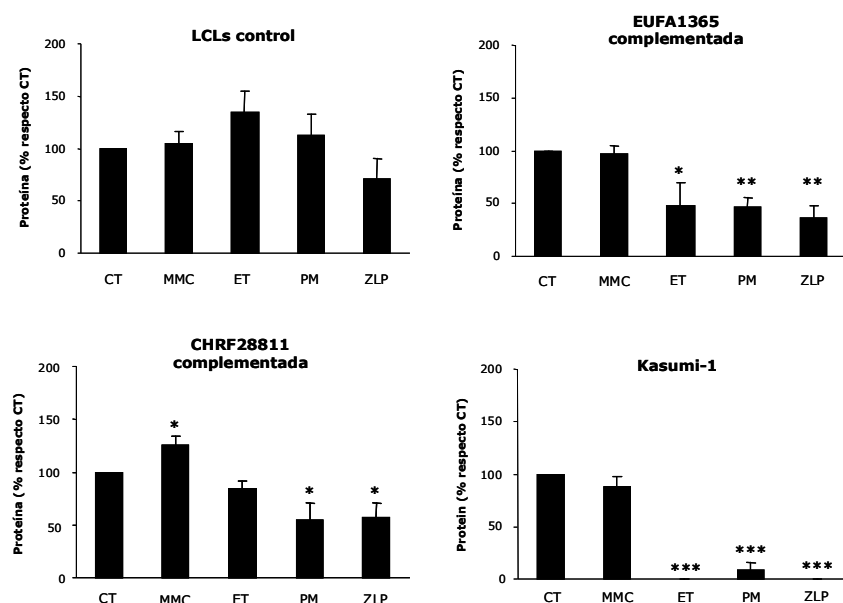 LCLs control
Proteína (% respecto CT)
200
150
100
50
0
CT MMC ET PM ZLP
EUFA1365
complementada
Proteína (% respecto CT)
200
150
100
50
0
* ** **
CT MMC ET PM ZLP
CHRF28811
complementada
Proteína (% respecto CT)
200
150
100
50
0
* * *
CT MMC ET PM ZLP
Kasumi-1
Protein (% respecto CT)
200
150
100
50
0
*** *** ***
CT MMC ET PM ZLP